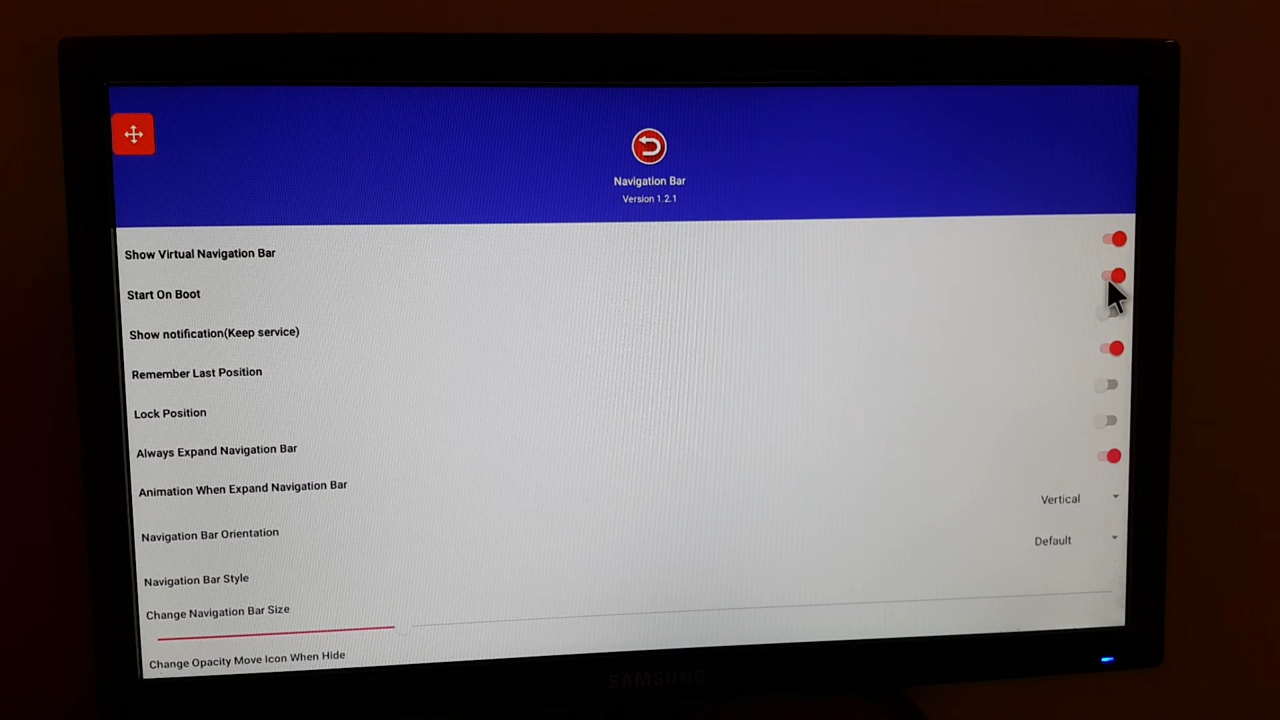 Navigation Bar
Version 1.2.1
Show Virtual Navigation Bar
Start On Boot
Show notification(Keep service)
Remember Last Position
Lock Position
Always Expand Navigation Bar
Animation When Expand Navigation Bar
Navigation Bar Orientation
Vertical
Navigation Bar Style
Default
Change Navigation Bar Size
Change Opacity Move Icon When Hide
SAMSUNG